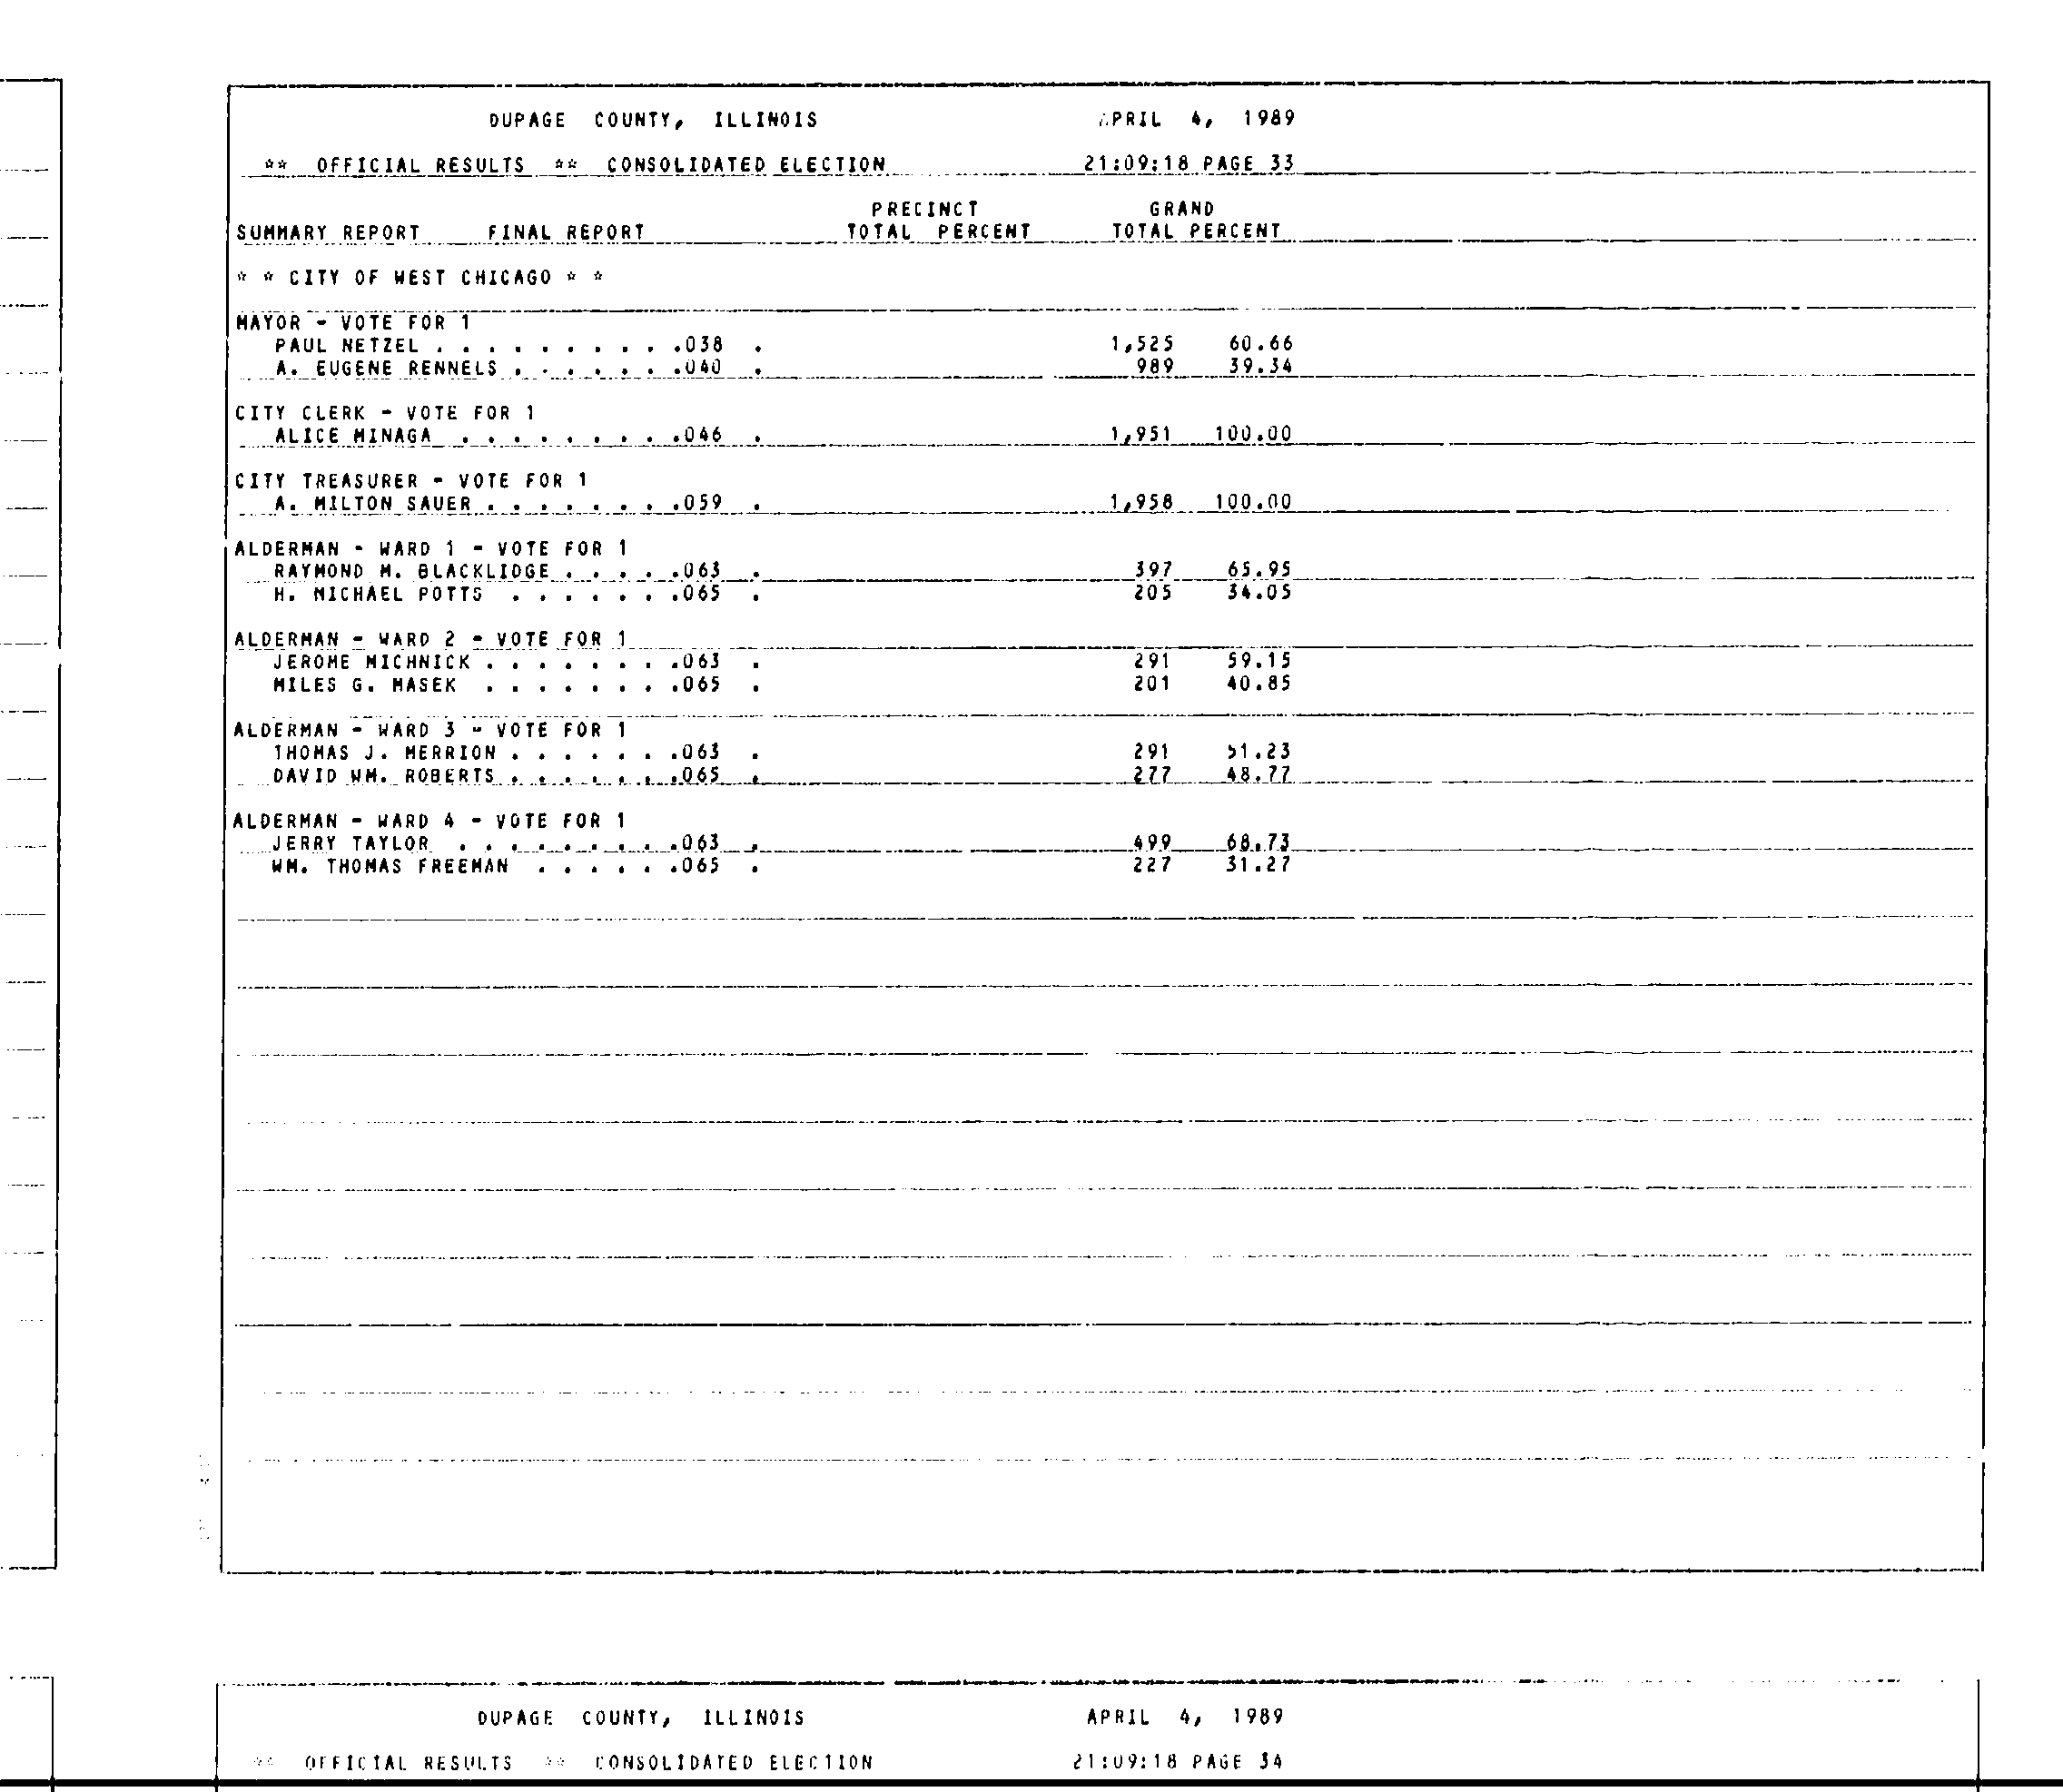 DUPAGE COUNTY, ILLINOIS APRIL 4, 1989
** OFFICIAL RESULTS ** CONSOLIDATED ELECTION 21:09:18 PAGE 33
PRECINCT GRAND
SUMMARY REPORT FINAL REPORT TOTAL PERCENT TOTAL PERCENT
* * CITY OF WEST CHICAGO * *
MAYOR - VOTE FOR 1
PAUL NETZEL . . . . . . . . . .038 . 1,525 60.66
A. EUGENE RENNELS . . . . . . .040 . 989 39.34
CITY CLERK - VOTE FOR 1
ALICE MINAGA . . . . . . . . .046 . 1,951 100.00
CITY TREASURER - VOTE FOR 1
A. MILTON SAUER . . . . . . . .059 . 1,958 100.00
ALDERMAN - WARD 1 - VOTE FOR 1
RAYMOND M. BLACKLIDGE . . . . .063 . 397 65.95
H. MICHAEL POTTS . . . . . . .065 . 205 34.05
ALDERMAN - WARD 2 - VOTE FOR 1
JEROME MICHNICK . . . . . . . .063 . 291 59.15
MILES G. MASEK . . . . . . . .065 . 201 40.85
ALDERMAN - WARD 3 - VOTE FOR 1
THOMAS J. MERRION . . . . . . .063 . 291 51.23
DAVID WM. ROBERTS . . . . . . .065 . 277 48.77
ALDERMAN - WARD 4 - VOTE FOR 1
JERRY TAYLOR . . . . . . . . .063 . 499 68.73
WM. THOMAS FREEMAN . . . . . .065 . 227 31.27
DUPAGE COUNTY, ILLINOIS APRIL 4, 1989
** OFFICIAL RESULTS ** CONSOLIDATED ELECTION 21:09:18 PAGE 34